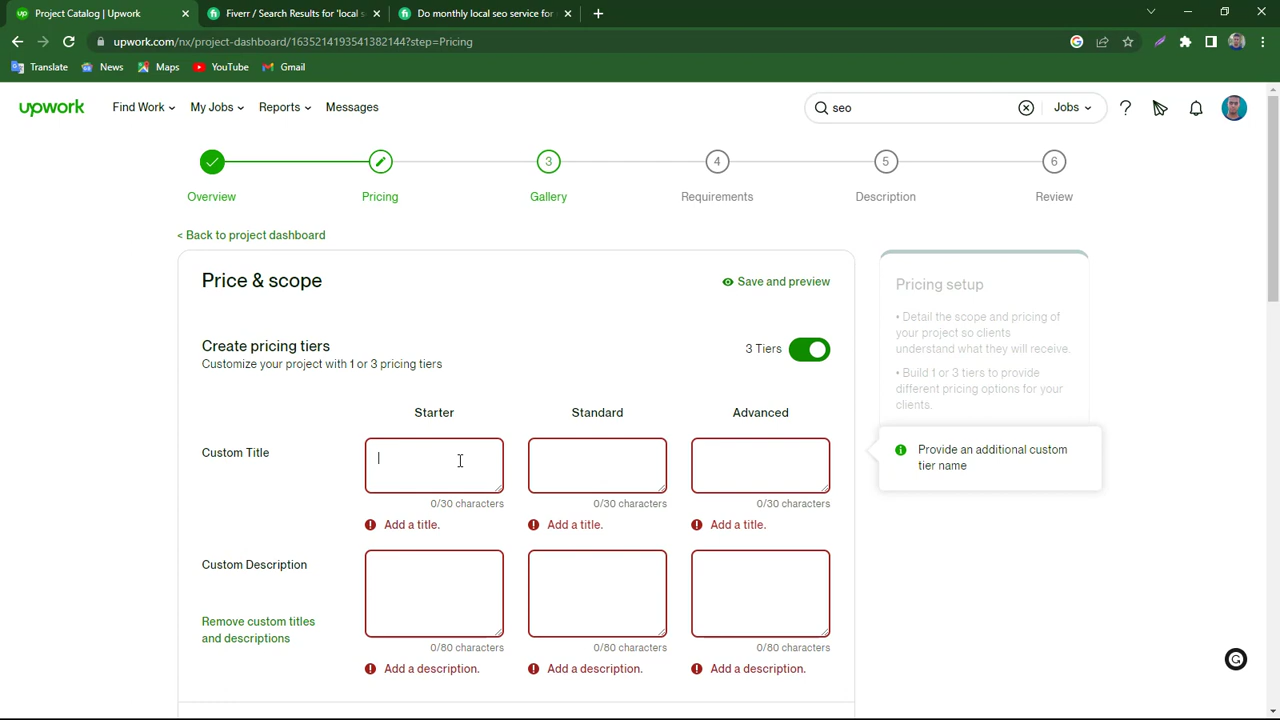 Project Catalog | Upwork
Fiverr / Search Results for 'local s
Do monthly local seo service for
upwork.com/nx/project-dashboard/1635214193541382144?step=Pricing
Translate News Maps YouTube Gmail
upwork Find Work My Jobs Reports Messages seo Jobs
3 4 5 6
Overview Pricing Gallery Requirements Description Review
< Back to project dashboard
Price & scope Save and preview
Create pricing tiers 3 Tiers
Customize your project with 1 or 3 pricing tiers
Starter Standard Advanced
Custom Title
0/30 characters 0/30 characters 0/30 characters
Add a title. Add a title. Add a title.
Custom Description
Remove custom titles
and descriptions
0/80 characters 0/80 characters 0/80 characters
Add a description. Add a description. Add a description.
Pricing setup
• Detail the scope and pricing of
your project so clients
understand what they will receive.
• Build 1 or 3 tiers to provide
different pricing options for your
clients.
Provide an additional custom
tier name